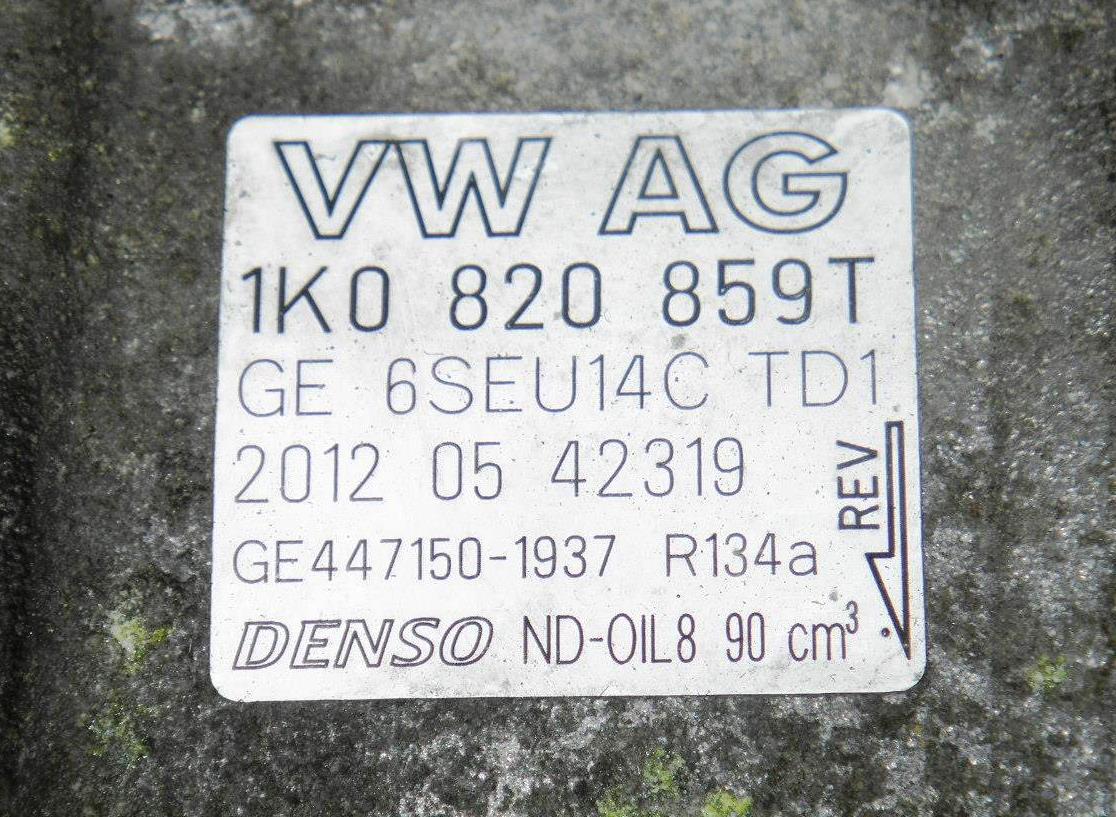 VW AG
1K0 820 859T
GE 6SEU14C TD1
2012 05 42319
REV
GE447150-1937 R134a
DENSO ND-OIL8 90 cm³